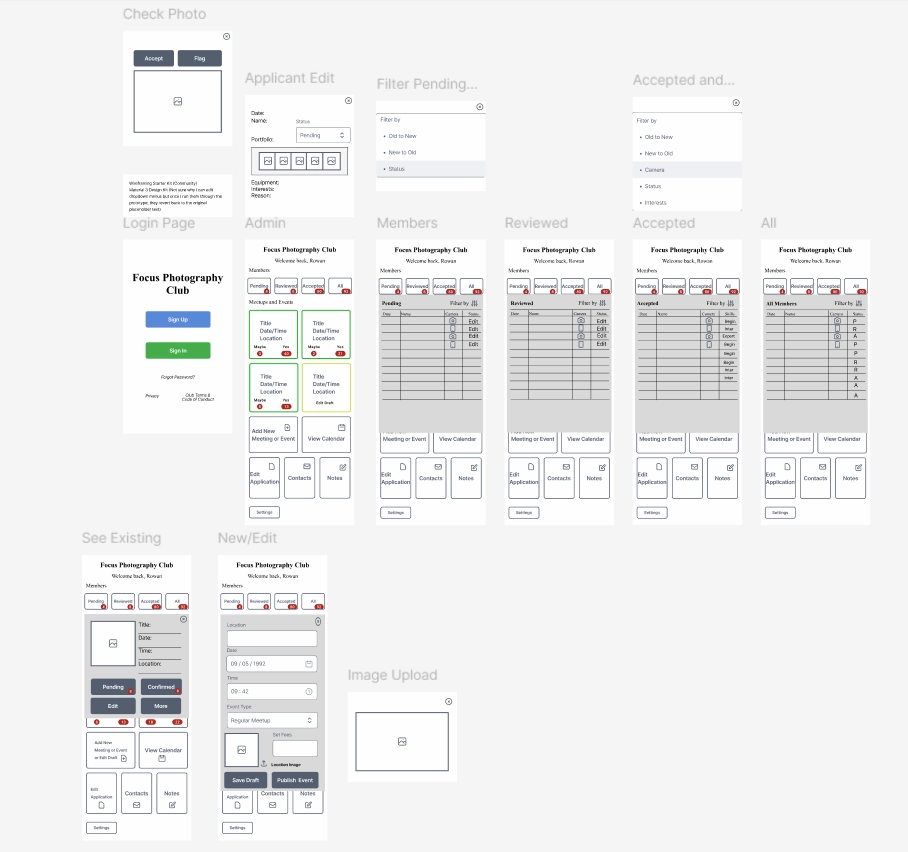 Check Photo
Accept
Flag
Wireframing Starter Kit (Community)
Material 3 Design Kit (Not sure why I can edit
dropdown menus but once I run them through the
prototype, they revert back to the original
placeholder text)
Applicant Edit
Date:
Name:
Status
Portfolio:
Pending
Equipment:
Interests:
Reason:
Filter Pending...
Filter by
• Old to New
• New to Old
• Status
Accepted and...
Filter by
• Old to New
• New to Old
• Camera
• Status
• Interests
Login Page
Focus Photography
Club
Sign Up
Sign In
Forgot Password?
Privacy
Club Terms &
Code of Conduct
Admin
Focus Photography Club
Welcome back, Rowan
Members
Pending
Reviewed
Accepted
All
Meetups and Events
Title
Date/Time
Location
Maybe
Yes
Title
Date/Time
Location
Maybe
Yes
Title
Date/Time
Location
Maybe
Yes
Title
Date/Time
Location
Edit Draft
Add New
Meeting or Event
View Calendar
Edit
Application
Contacts
Notes
Settings
Members
Focus Photography Club
Welcome back, Rowan
Members
Pending
Reviewed
Accepted
All
Pending
Filter by
Date
Name
Camera
Status
Edit
Edit
Edit
Edit
Meeting or Event
View Calendar
Edit
Application
Contacts
Notes
Settings
Reviewed
Focus Photography Club
Welcome back, Rowan
Members
Pending
Reviewed
Accepted
All
Reviewed
Filter by
Date
Name
Camera
Status
Edit
Edit
Edit
Edit
Meeting or Event
View Calendar
Edit
Application
Contacts
Notes
Settings
Accepted
Focus Photography Club
Welcome back, Rowan
Members
Pending
Reviewed
Accepted
All
Accepted
Filter by
Date
Name
Camera
Skills
Begin
Inter
Expert
Begin
Begin
Begin
Inter
Inter
Meeting or Event
View Calendar
Edit
Application
Contacts
Notes
Settings
All
Focus Photography Club
Welcome back, Rowan
Members
Pending
Reviewed
Accepted
All
All Members
Filter by
Date
Name
Camera
Status
P
R
A
P
P
R
R
A
A
A
Meeting or Event
View Calendar
Edit
Application
Contacts
Notes
Settings
See Existing
Focus Photography Club
Welcome back, Rowan
Members
Pending
Reviewed
Accepted
All
Title:
Date:
Time:
Location:
Pending
Confirmed
Edit
More
Add New
Meeting or Event
or Edit Draft
View Calendar
Edit
Application
Contacts
Notes
Settings
New/Edit
Focus Photography Club
Welcome back, Rowan
Members
Pending
Reviewed
Accepted
All
Location
Date
09 / 05 / 1992
Time
09 : 42
Event Type
Regular Meetup
Set Fees
Location Image
Save Draft
Publish Event
Application
Contacts
Notes
Settings
Image Upload